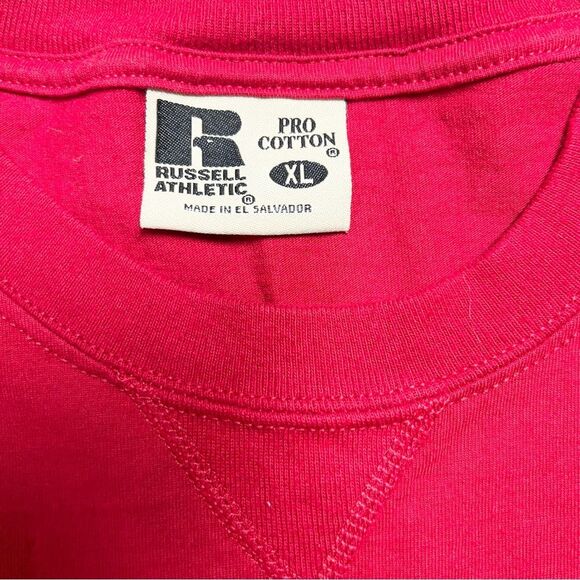 R
RUSSELL
ATHLETIC®
PRO
COTTON®
XL
MADE IN EL SALVADOR